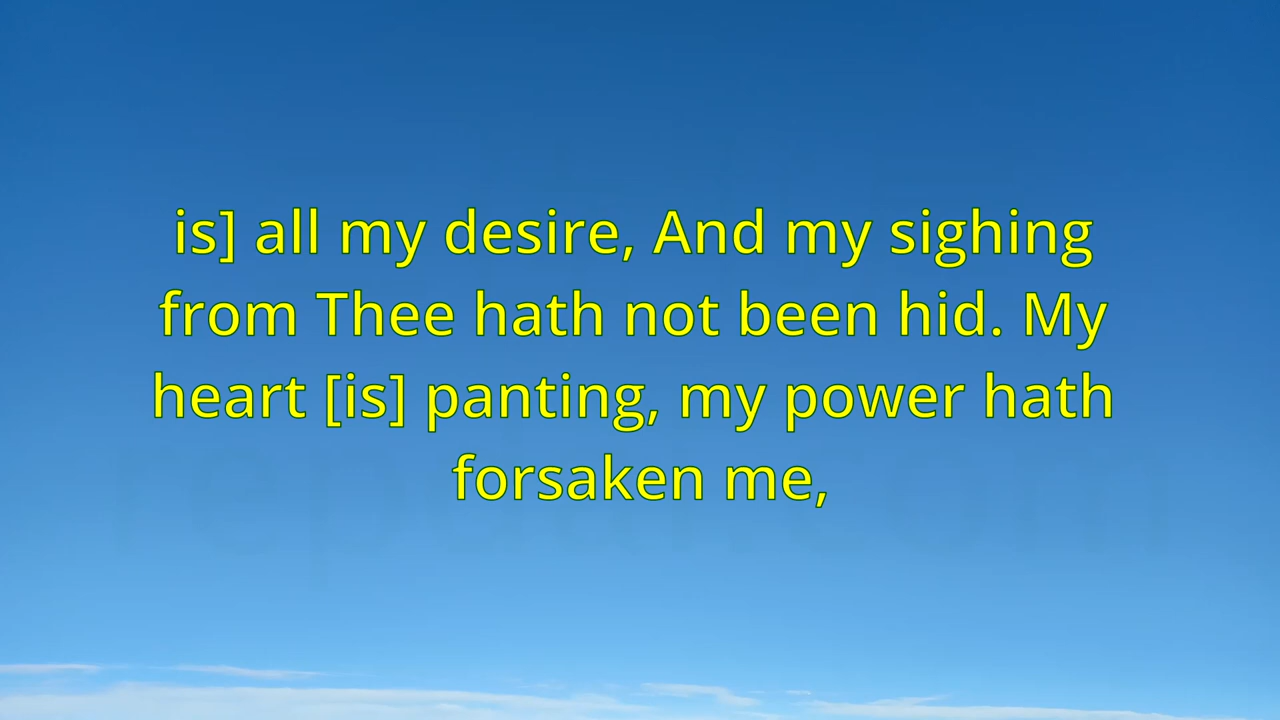 is] all my desire, And my sighing
from Thee hath not been hid. My
heart [is] panting, my power hath
forsaken me,